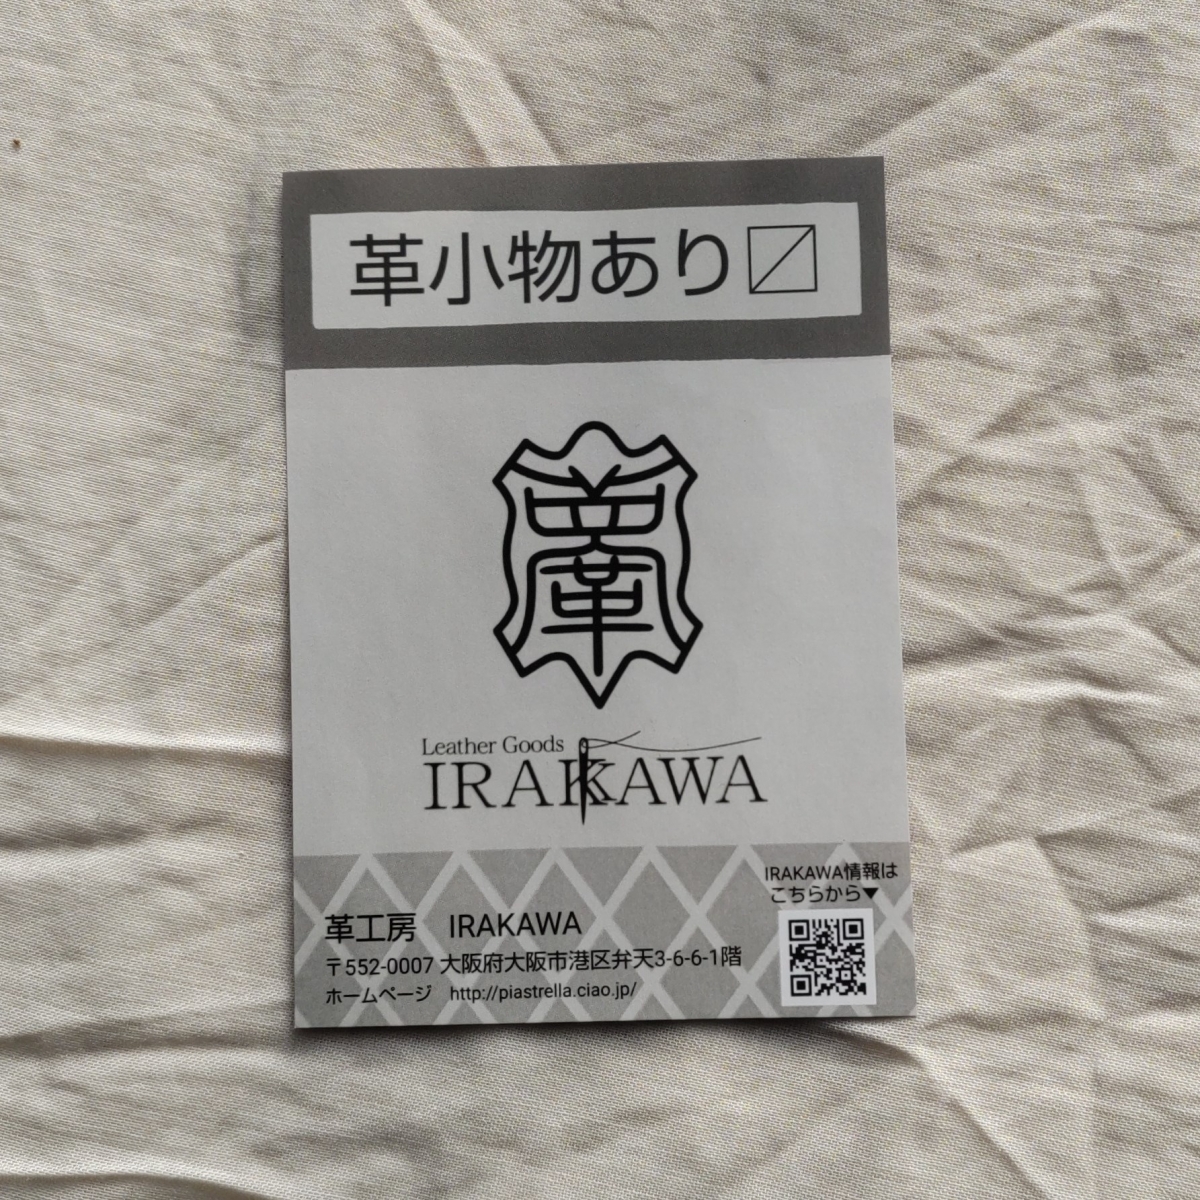 革小物あり〼
Leather Goods
IRAKAWA
IRAKAWA情報は
こちらから▼
革工房 IRAKAWA
〒552-0007 大阪府大阪市港区弁天3-6-6-1階
ホームページ http://piastrella.ciao.jp/